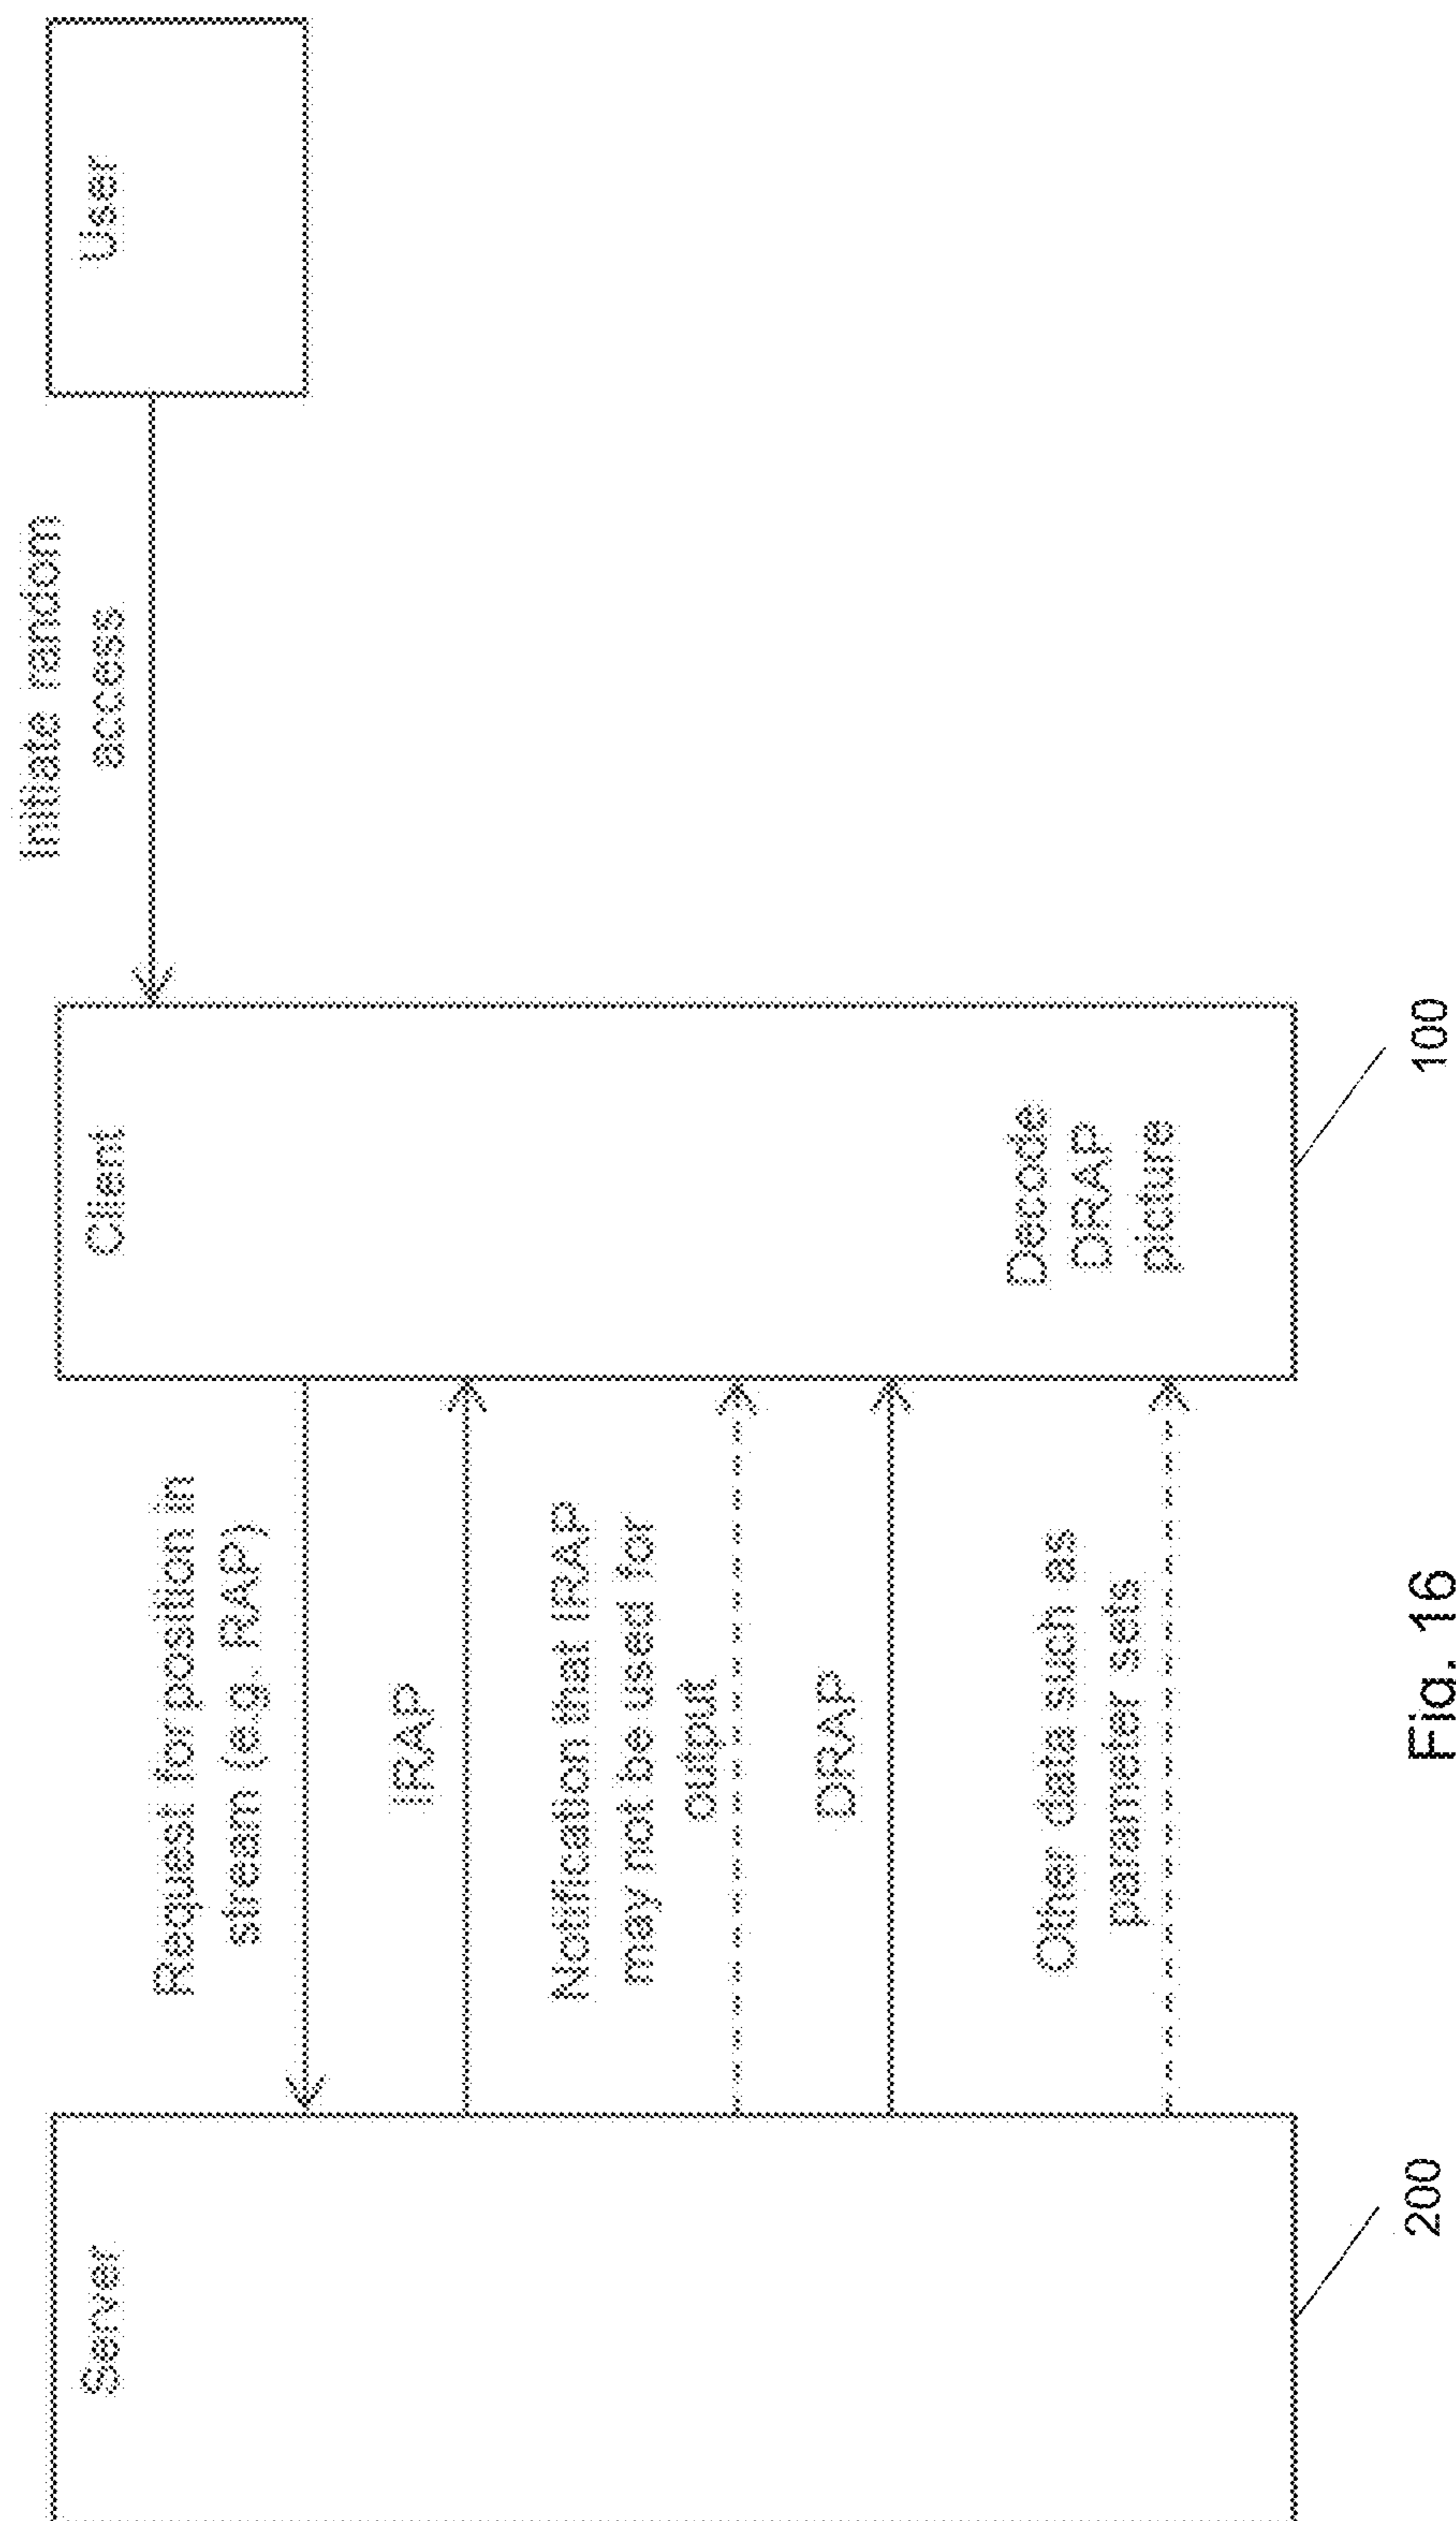 Server
Client
User
Initiate random
access
Request for position in
stream (e.g. RAP)
IRAP
Notification that IRAP
may not be used for
output
DRAP
Other data such as
parameter sets
Decode
DRAP
picture
200
100
Fig. 16